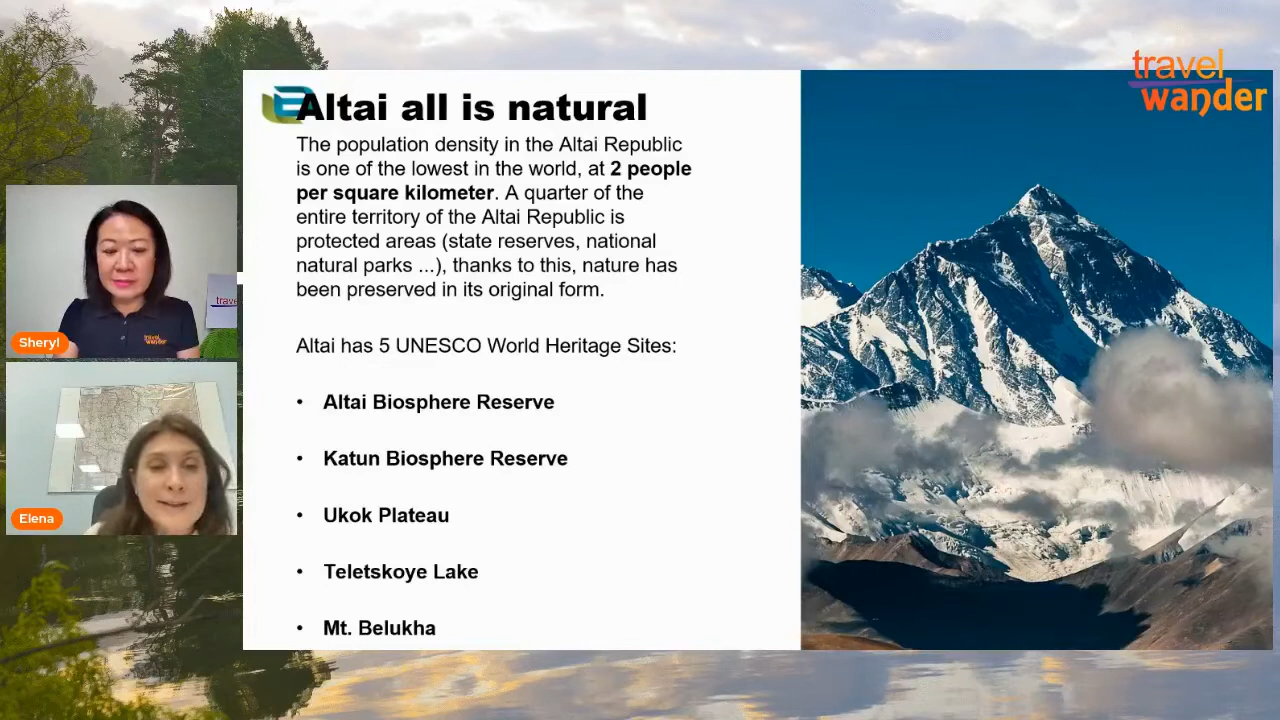 travel
wander
Altai all is natural
The population density in the Altai Republic
is one of the lowest in the world, at 2 people
per square kilometer. A quarter of the
entire territory of the Altai Republic is
protected areas (state reserves, national
natural parks ...), thanks to this, nature has
been preserved in its original form.
Altai has 5 UNESCO World Heritage Sites:
• Altai Biosphere Reserve
• Katun Biosphere Reserve
• Ukok Plateau
• Teletskoye Lake
• Mt. Belukha
trave
travel
wander
Sheryl
Elena